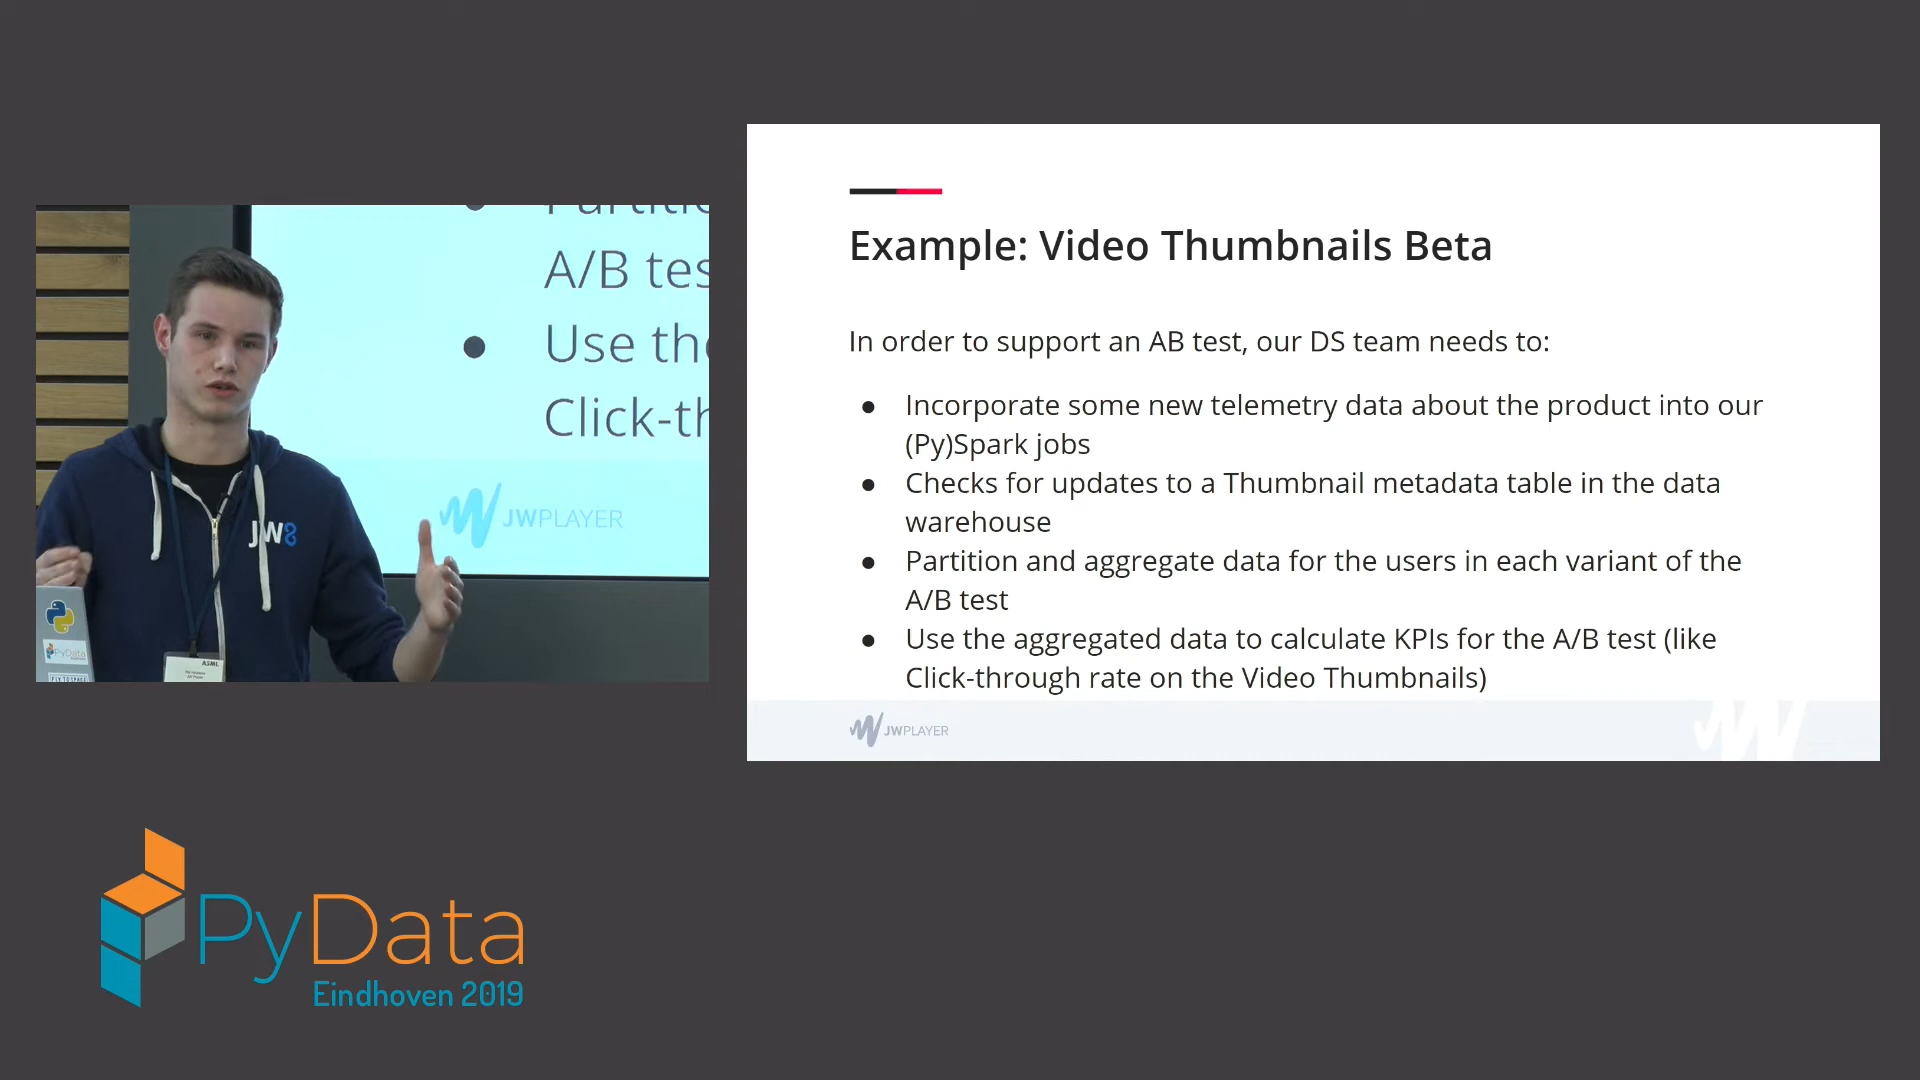 Partitio
A/B tes
Use the
Click-th
JWPLAYER
JW8
ASML
PyData
Example: Video Thumbnails Beta
In order to support an AB test, our DS team needs to:
● Incorporate some new telemetry data about the product into our
(Py)Spark jobs
● Checks for updates to a Thumbnail metadata table in the data
warehouse
● Partition and aggregate data for the users in each variant of the
A/B test
● Use the aggregated data to calculate KPIs for the A/B test (like
Click-through rate on the Video Thumbnails)
JWPLAYER
PyData
Eindhoven 2019